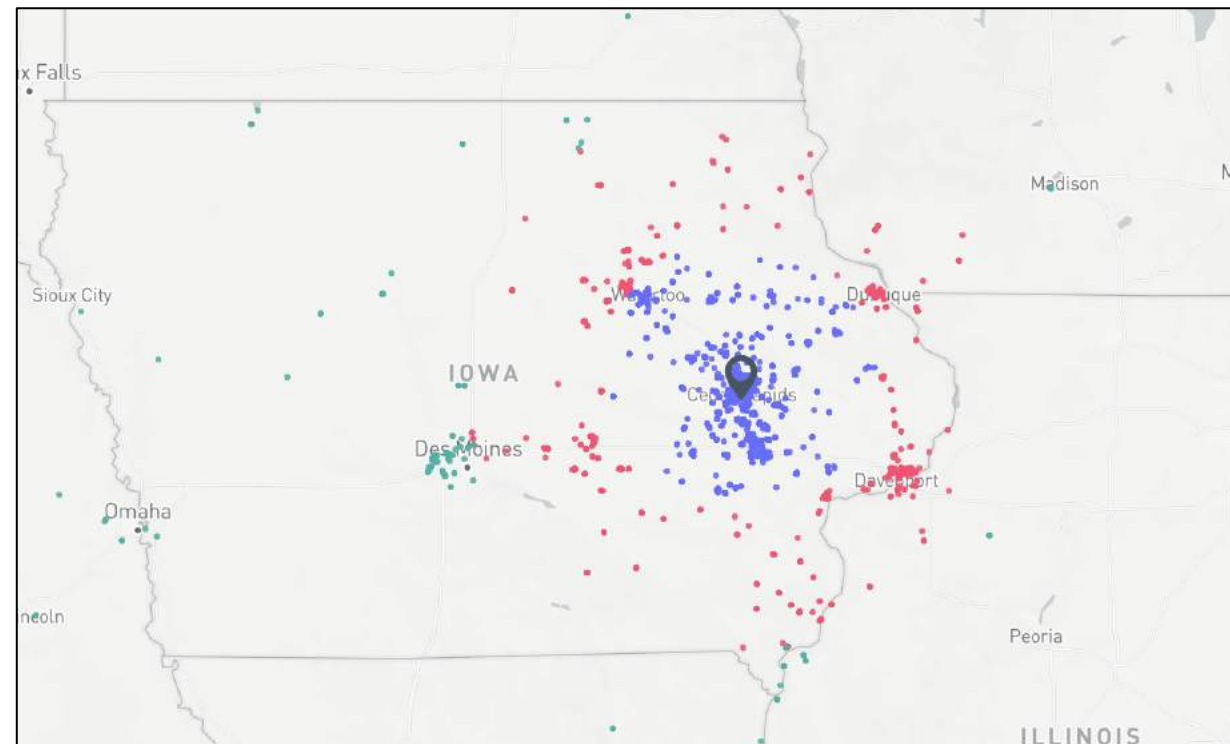 x Falls
Madison
M
Sioux City
Dubuque
IOWA
Des Moines
Davenport
Omaha
ncoln
Peoria
ILLINOIS